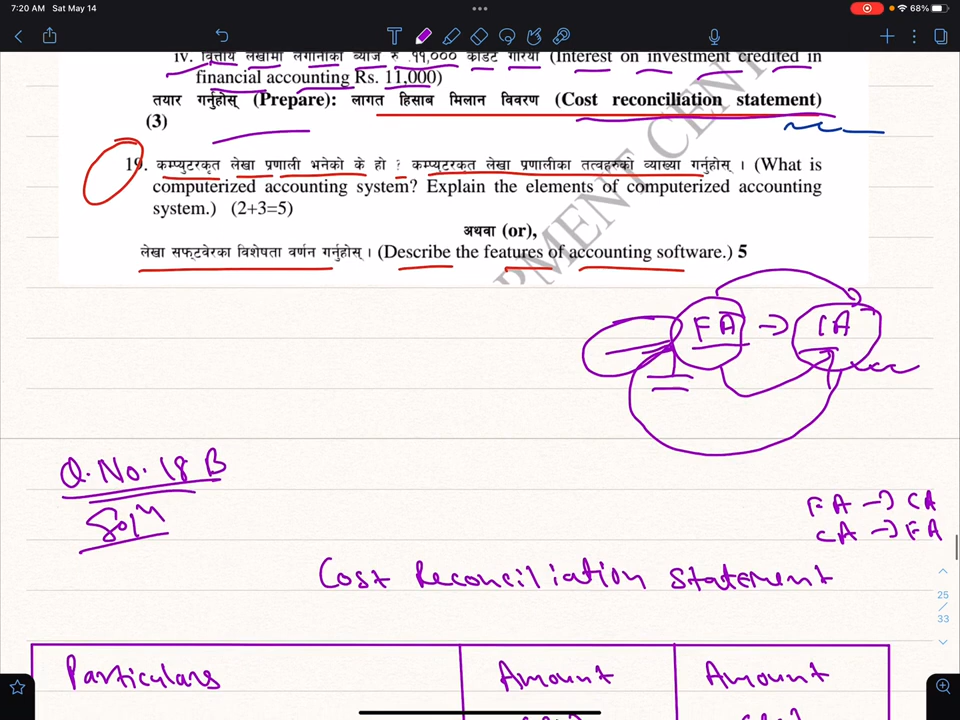 7:20 AM Sat May 14
68%
iv. वित्तीय लेखामा लगानीको ब्याज रु ११,००० क्रेडिट गरियो (Interest on investment credited in
financial accounting Rs. 11,000)
तयार गर्नुहोस् (Prepare): लागत हिसाब मिलान विवरण (Cost reconciliation statement)
(3)
19. कम्प्युटरकृत लेखा प्रणाली भनेको के हो ? कम्प्युटरकृत लेखा प्रणालीका तत्वहरुको व्याख्या गर्नुहोस् । (What is
computerized accounting system? Explain the elements of computerized accounting
system.) (2+3=5)
अथवा (or),
लेखा सफ्टवेरका विशेषता वर्णन गर्नुहोस् । (Describe the features of accounting software.) 5
FA → CA
Q.No.18 B
Solⁿ
FA → CA
CA → FA
Cost Reconciliation Statement
25
/
33
Particulars Amount Amount